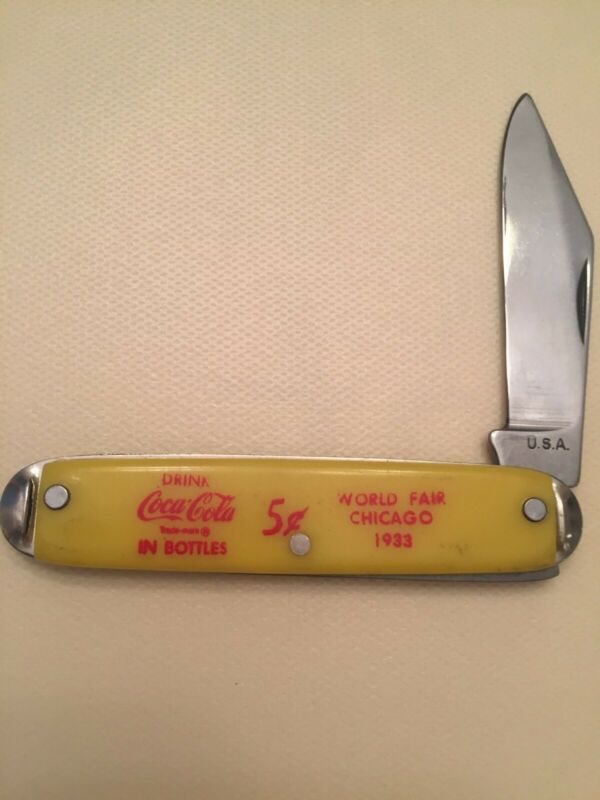 DRINK
Coca-Cola
Trade-mark ®
IN BOTTLES
5¢
WORLD FAIR
CHICAGO
1933
U.S.A.